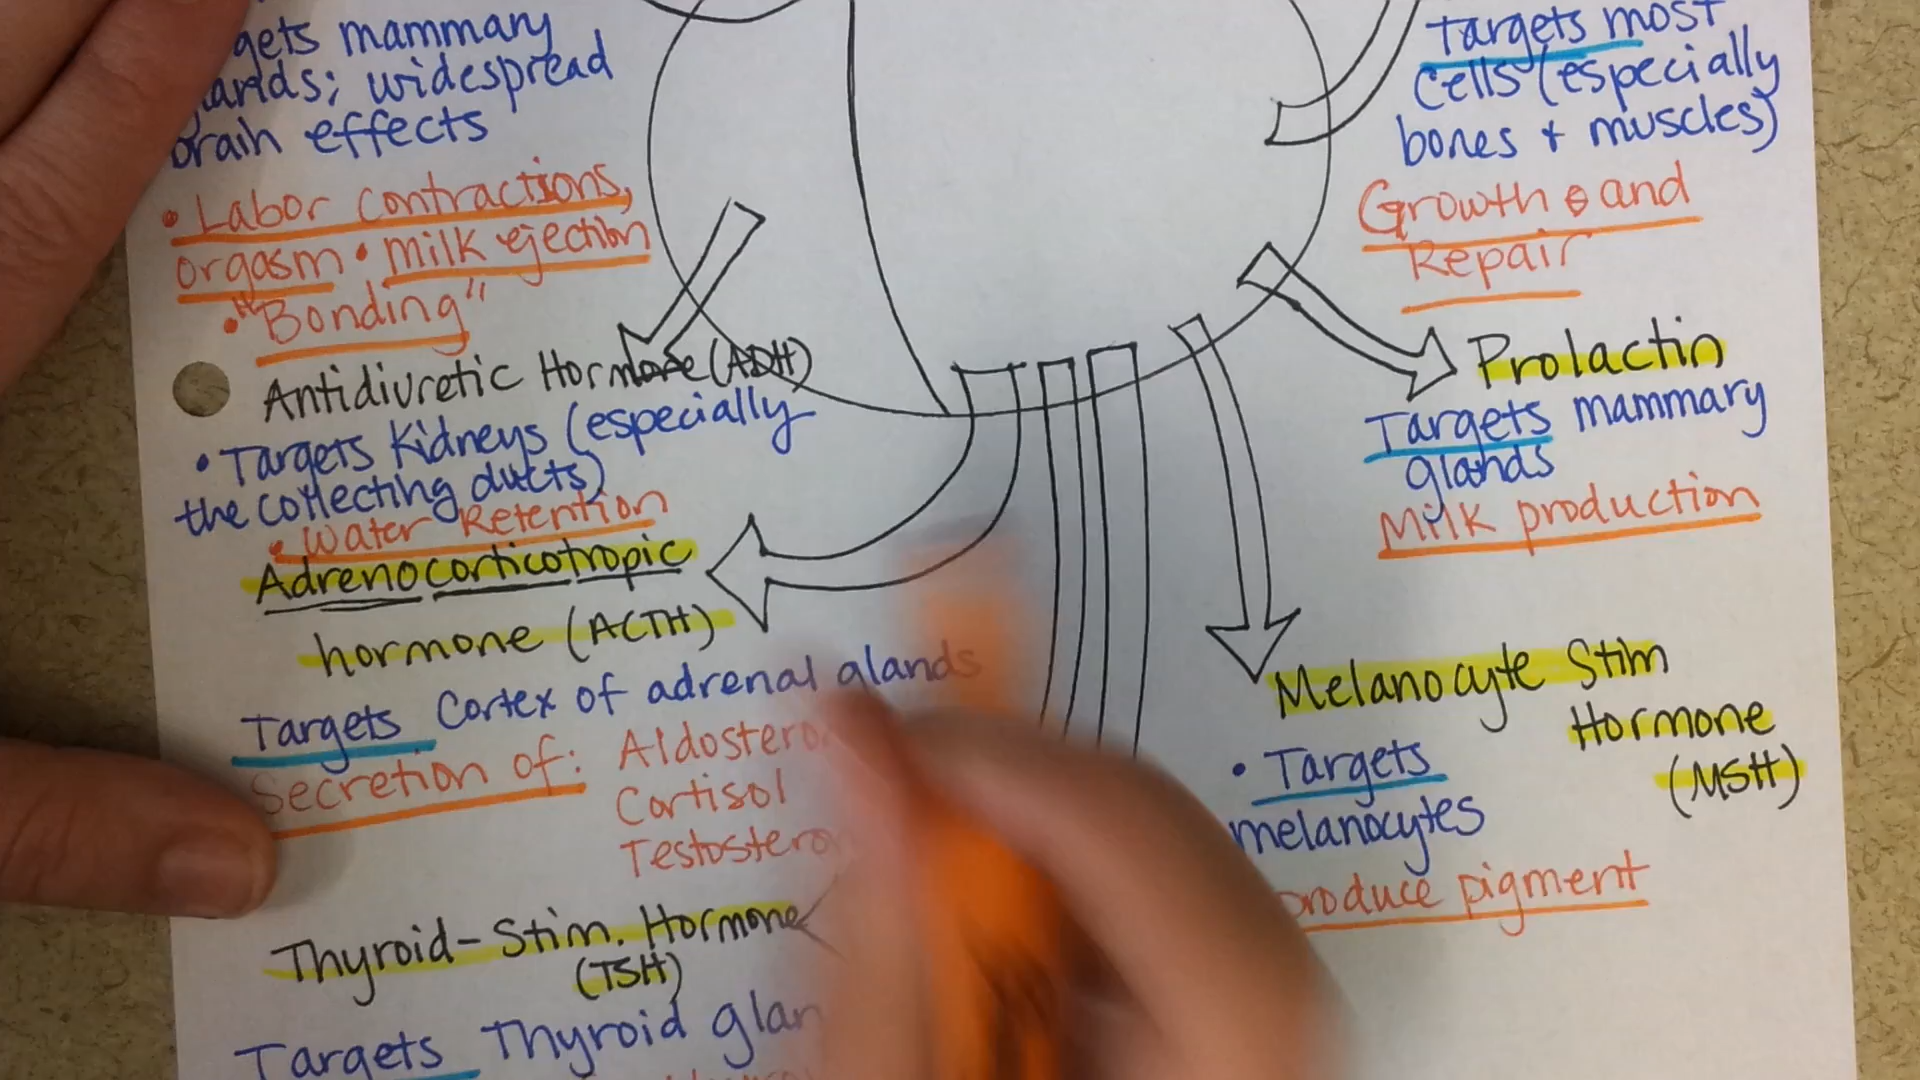 mammary
widespread
brain effects
• Labor contractions,
orgasm • milk ejection
• "Bonding"
Antidiuretic Hormone (ADH)
• Targets Kidneys (especially
the collecting ducts)
• Water Retention
Adrenocorticotropic
hormone (ACTH)
Targets Cortex of adrenal glands
Secretion of: Aldostero
Cortisol
Testostero
Thyroid-Stim. Hormone
(TSH)
Targets Thyroid glan
Targets most
cells (especially
bones + muscles)
Growth and
Repair
Prolactin
Targets mammary
glands
Milk production
Melanocyte Stim
Hormone
(MSH)
• Targets
melanocytes
produce pigment